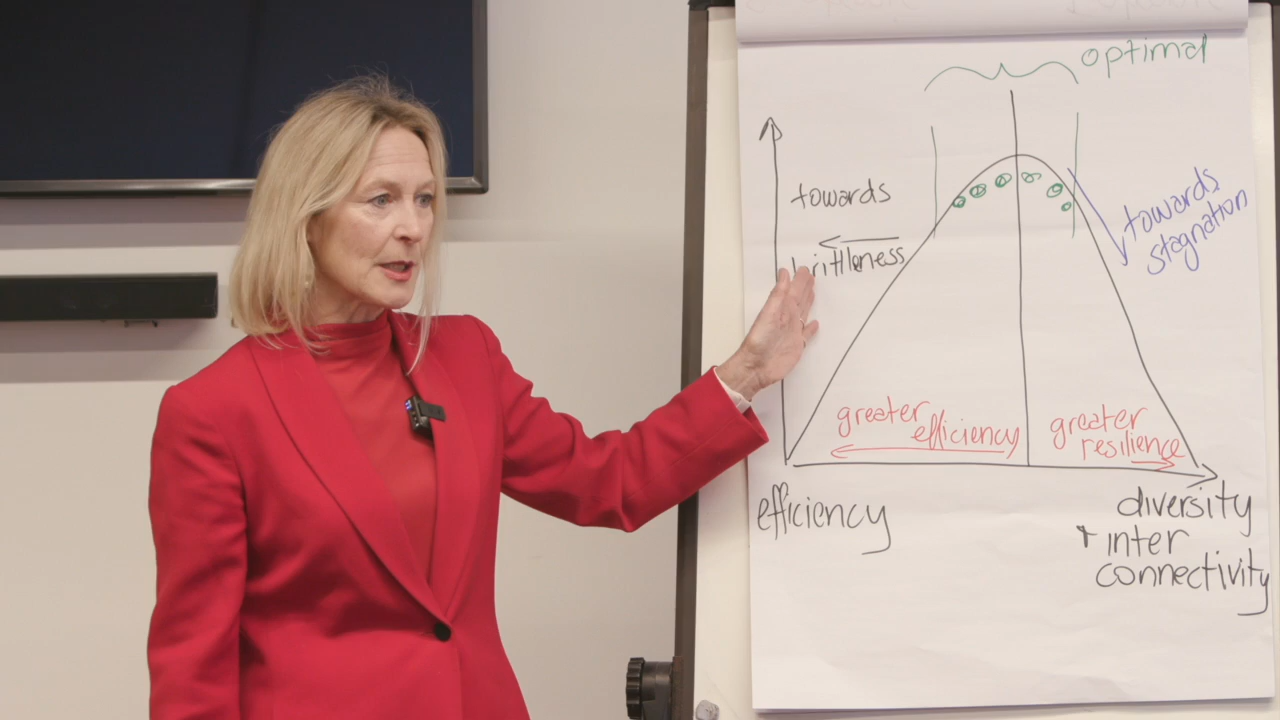 optimal
towards
brittleness
towards
stagnation
greater
efficiency
greater
resilience
efficiency
diversity
+ inter
connectivity